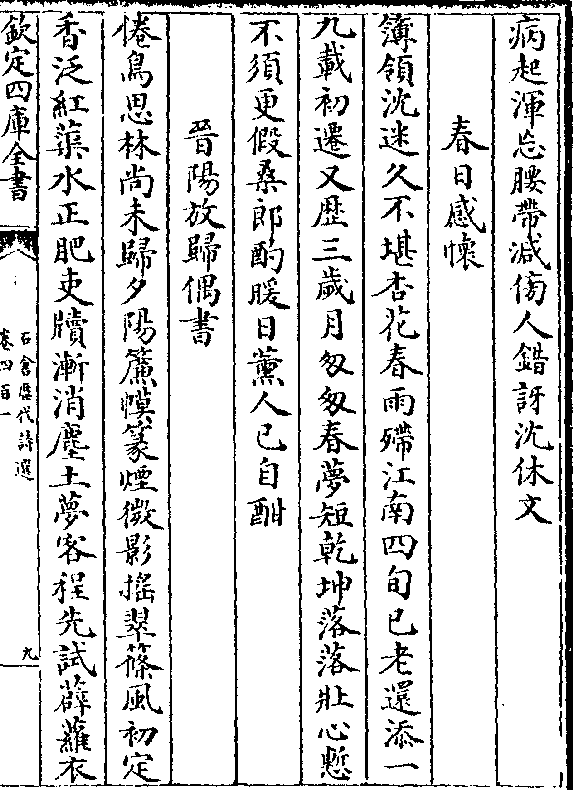 病起渾忘腰帶減傍人錯訝沈休文
春日感懷
簿領沈迷久不堪杏花春雨殢江南四旬已老還添一
九載初遷又歴三歲月匆匆春夢短乾坤落落壯心慙
不須更假桑郎酌暖日薰人已自酣
晉陽放歸偶書
倦鳥思林尚未歸夕陽簾幙篆煙微影揺翠篠風初定
香泛紅蕖水正肥吏牘漸消塵土夢客程先試薜蘿衣
欽定四庫全書
石倉歴代詩選
卷四百一
九